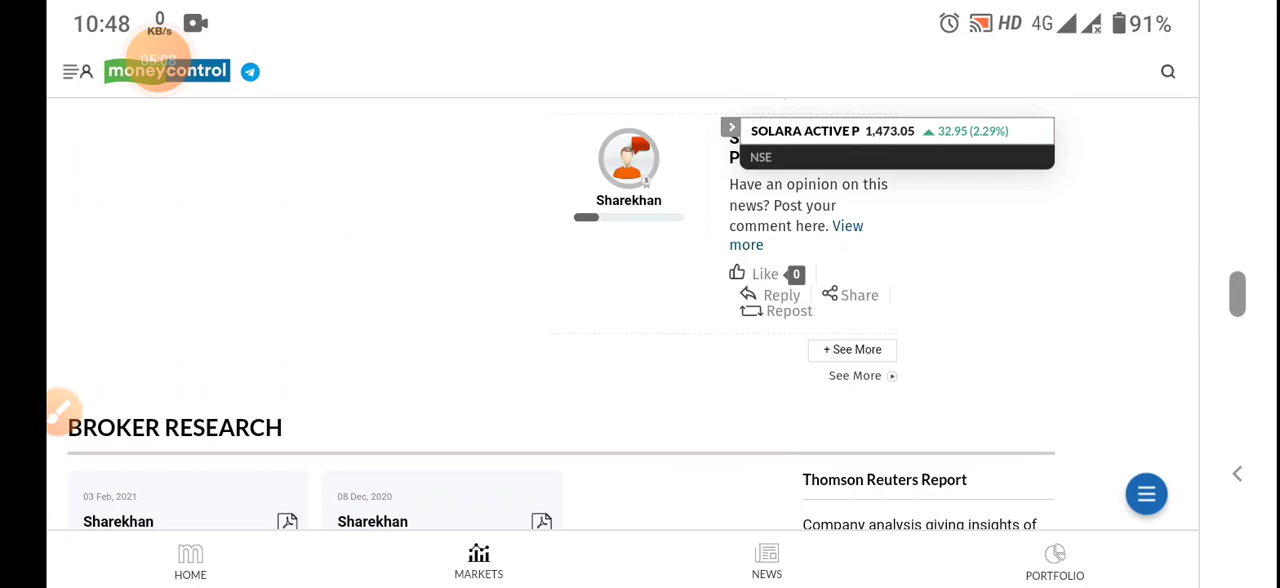 10:48
0
KB/s
HD 4G 91%
05:08
moneycontrol
SOLARA ACTIVE P 1,473.05 32.95 (2.29%)
NSE
Sharekhan
Have an opinion on this
news? Post your
comment here. View
more
Like 0
Reply Share
Repost
+ See More
See More
BROKER RESEARCH
03 Feb, 2021
Sharekhan
08 Dec, 2020
Sharekhan
Thomson Reuters Report
Company analysis giving insights of
HOME
MARKETS
NEWS
PORTFOLIO